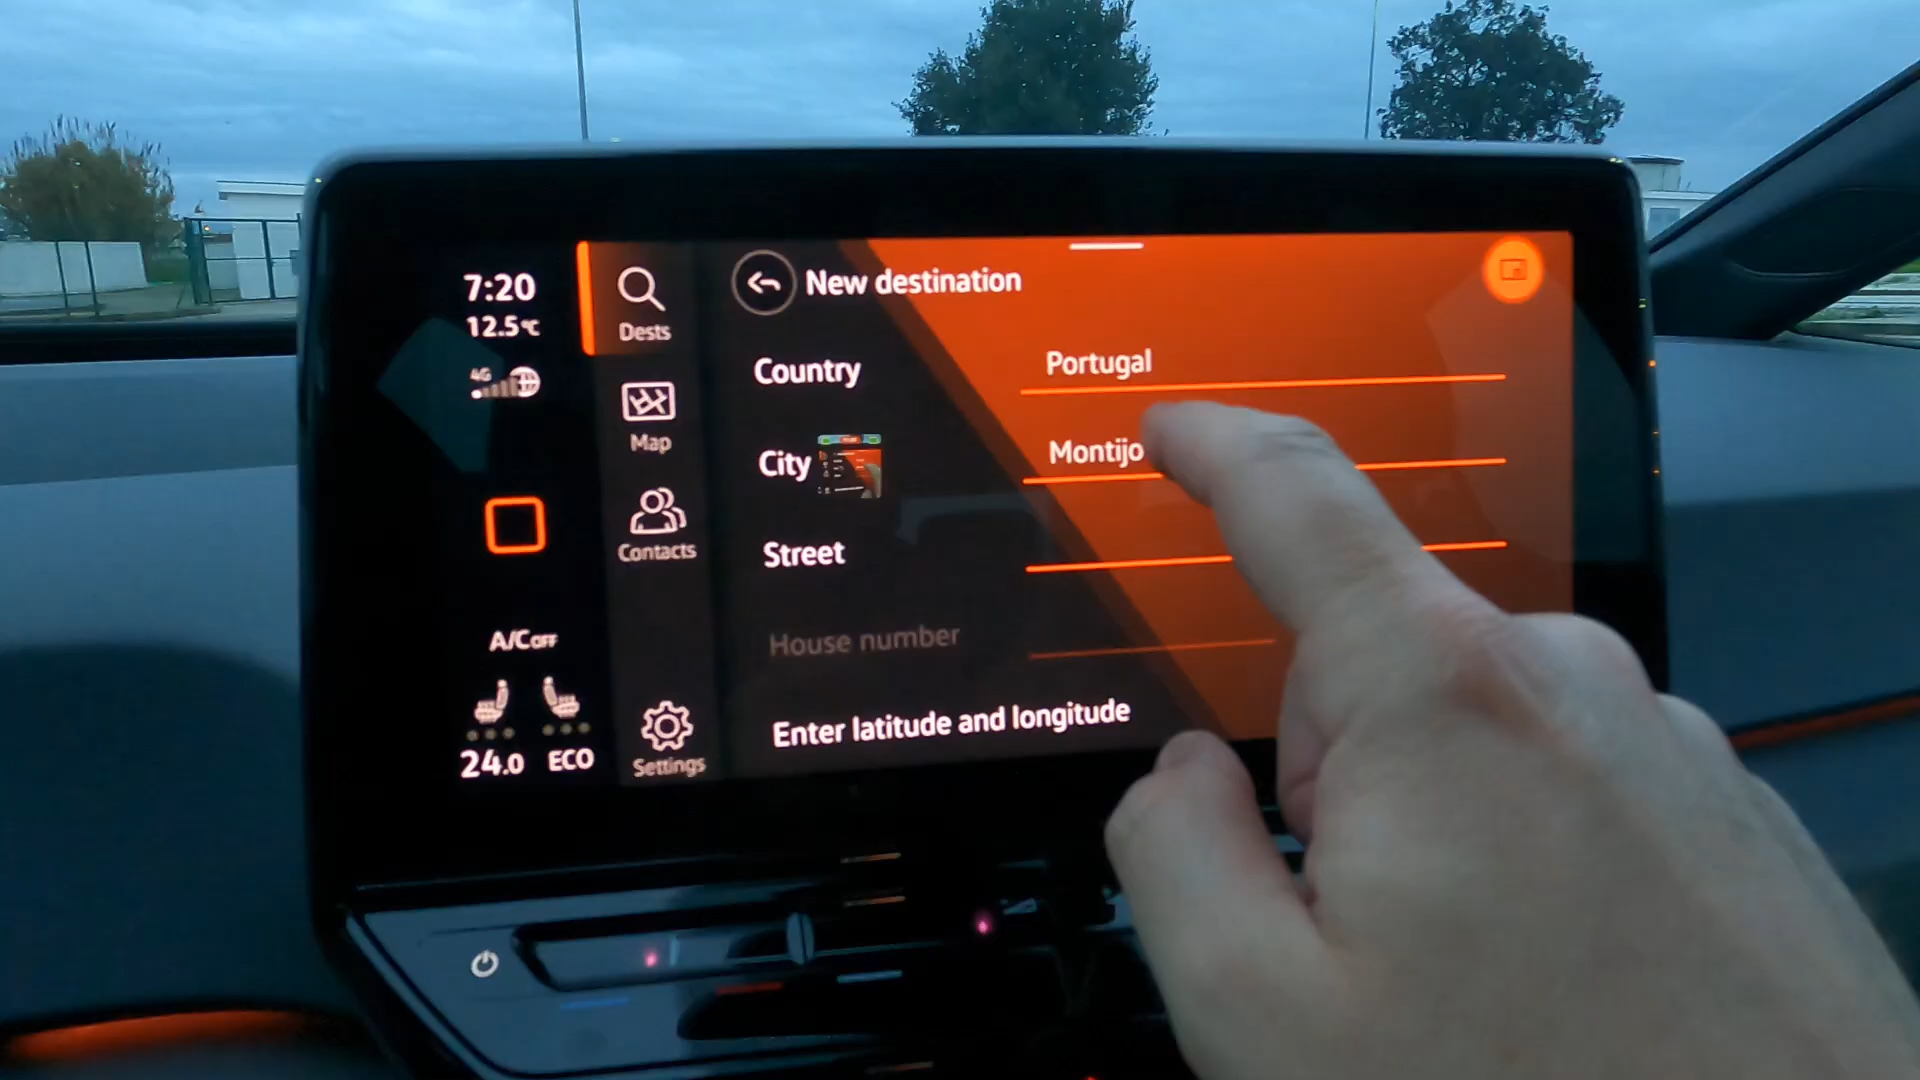 7:20
12.5°C
4G
A/C OFF
24.0
ECO
Dests
Map
Contacts
Settings
New destination
Country
Portugal
City
Montijo
Street
House number
Enter latitude and longitude